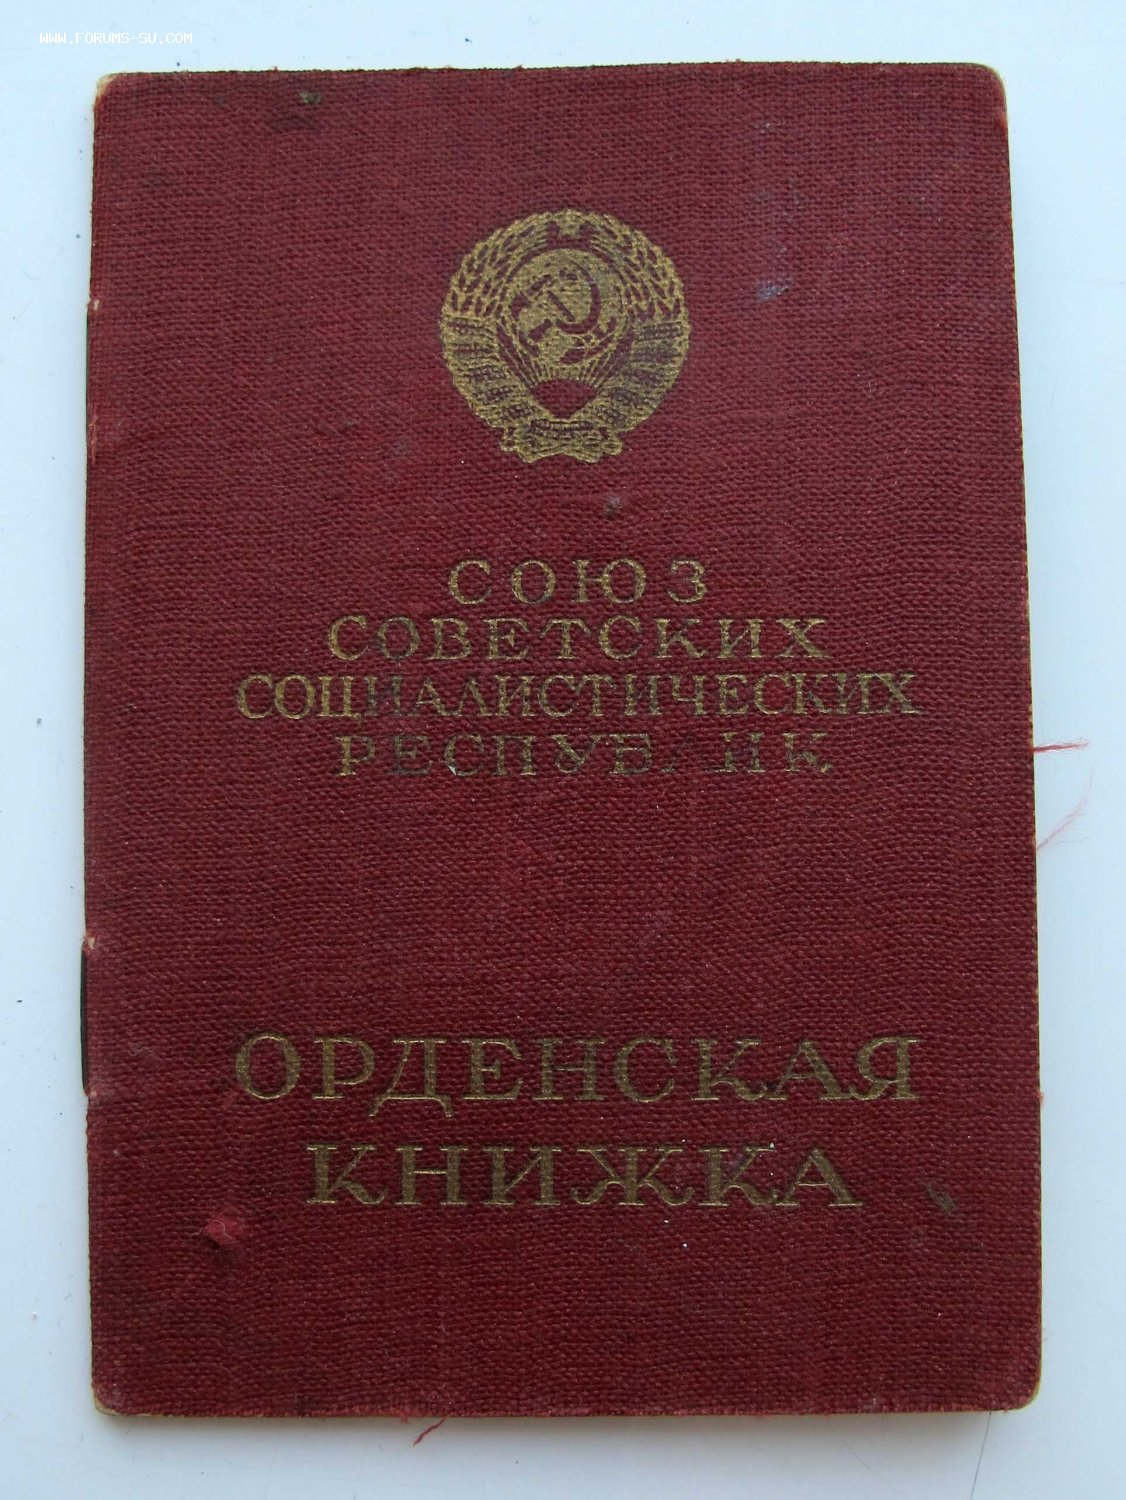 WWW.FORUMS-SU.COM
СОЮЗ
СОВЕТСКИХ
СОЦИАЛИСТИЧЕСКИХ
РЕСПУБЛИК
ОРДЕНСКАЯ
КНИЖКА